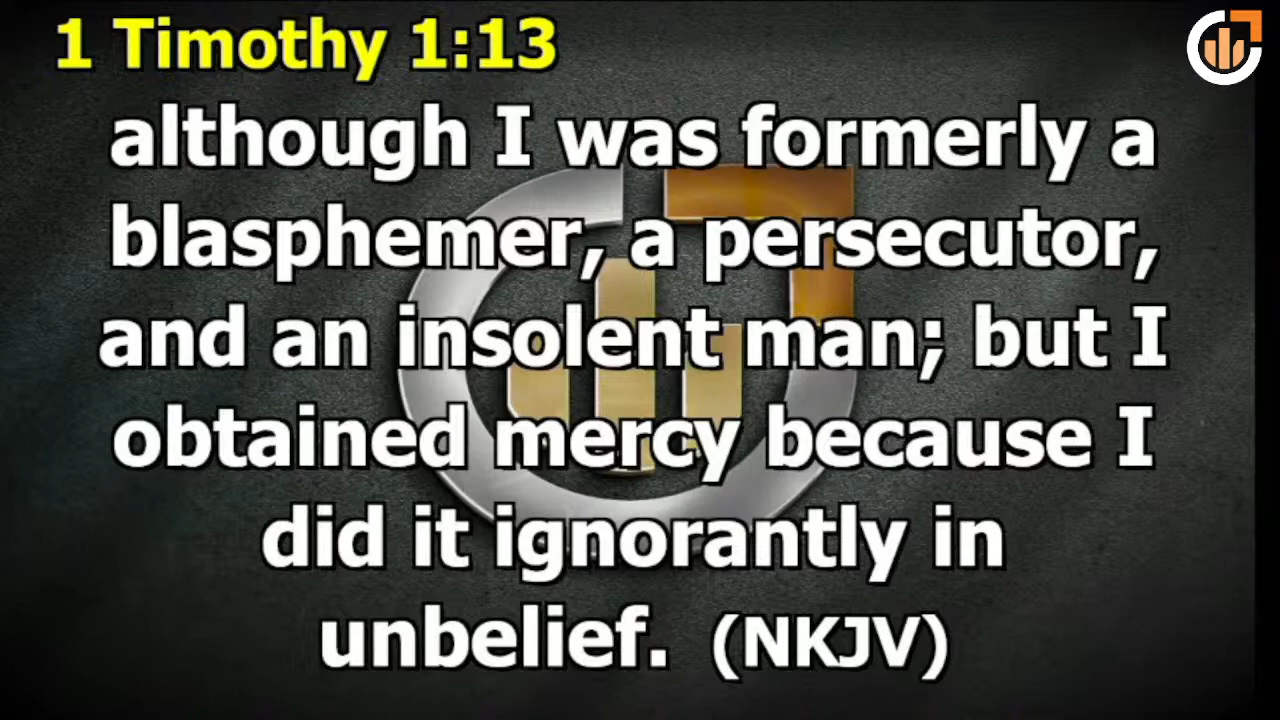 1 Timothy 1:13
although I was formerly a
blasphemer, a persecutor,
and an insolent man; but I
obtained mercy because I
did it ignorantly in
unbelief. (NKJV)